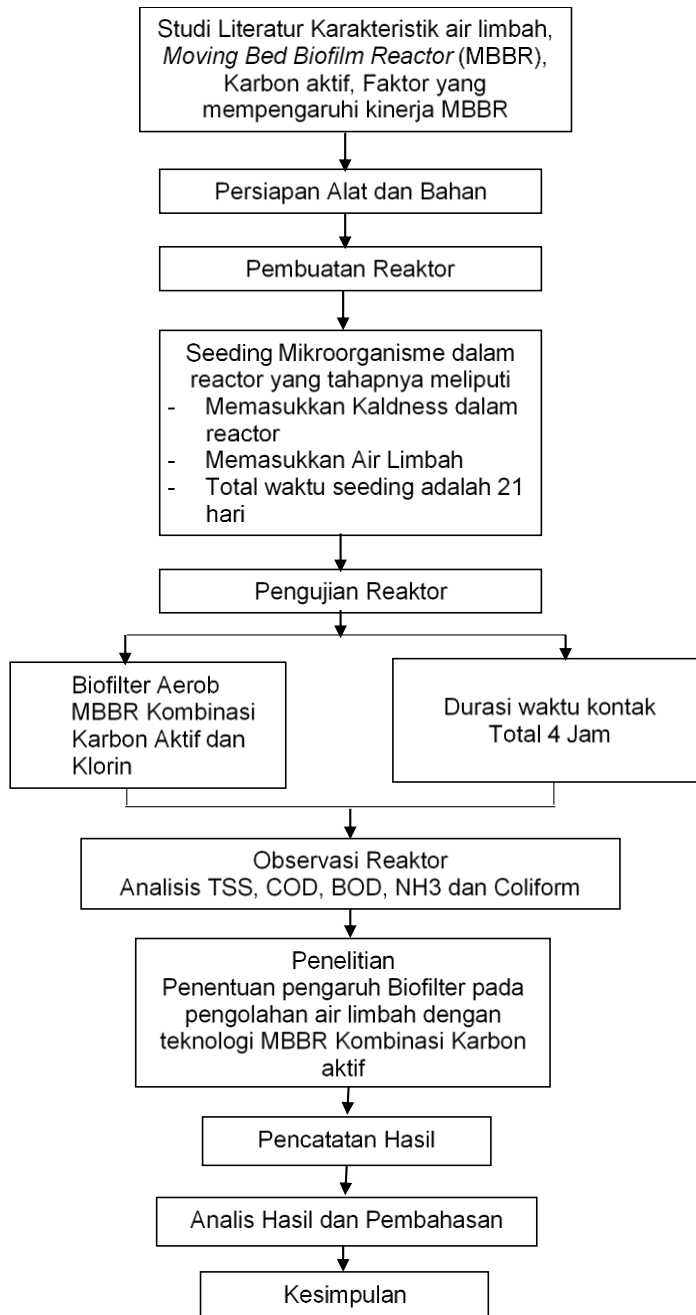 Studi Literatur Karakteristik air limbah,
Moving Bed Biofilm Reactor (MBBR),
Karbon aktif, Faktor yang
mempengaruhi kinerja MBBR
Persiapan Alat dan Bahan
Pembuatan Reaktor
Seeding Mikroorganisme dalam
reactor yang tahapnya meliputi
- Memasukkan Kaldness dalam
reactor
- Memasukkan Air Limbah
- Total waktu seeding adalah 21
hari
Pengujian Reaktor
Biofilter Aerob
MBBR Kombinasi
Karbon Aktif dan
Klorin
Durasi waktu kontak
Total 4 Jam
Observasi Reaktor
Analisis TSS, COD, BOD, NH3 dan Coliform
Penelitian
Penentuan pengaruh Biofilter pada
pengolahan air limbah dengan
teknologi MBBR Kombinasi Karbon
aktif
Pencatatan Hasil
Analis Hasil dan Pembahasan
Kesimpulan